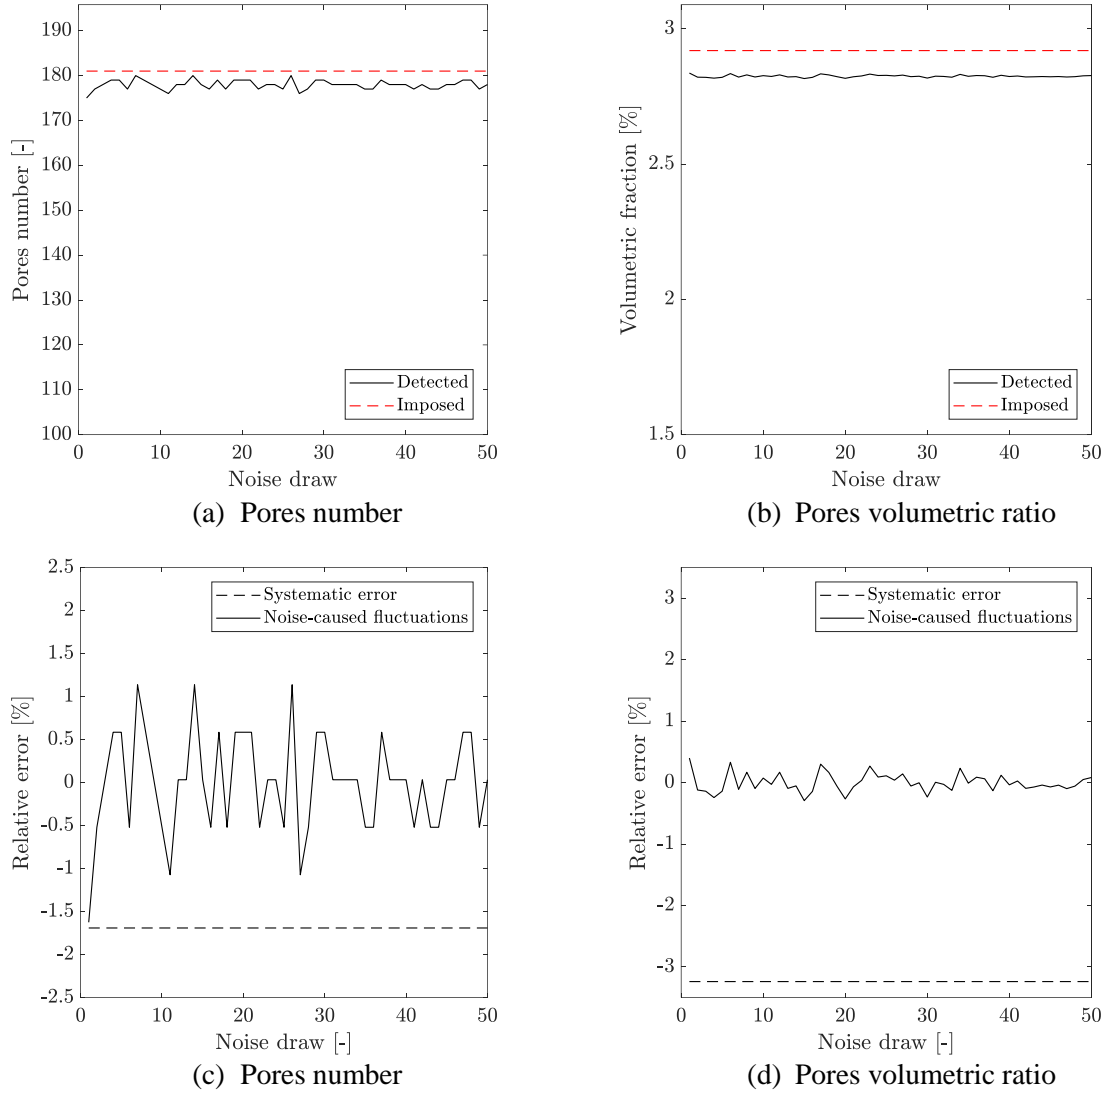 190
180
170
160
150
140
130
120
110
100
Pores number [-]
0
10
20
30
40
50
Noise draw
Detected
Imposed
(a) Pores number
3
2.5
2
1.5
Volumetric fraction [%]
0
10
20
30
40
50
Noise draw
Detected
Imposed
(b) Pores volumetric ratio
2.5
2
1.5
1
0.5
0
-0.5
-1
-1.5
-2
-2.5
Relative error [%]
0
10
20
30
40
50
Noise draw [-]
Systematic error
Noise-caused fluctuations
(c) Pores number
3
2
1
0
-1
-2
-3
Relative error [%]
0
10
20
30
40
50
Noise draw [-]
Systematic error
Noise-caused fluctuations
(d) Pores volumetric ratio